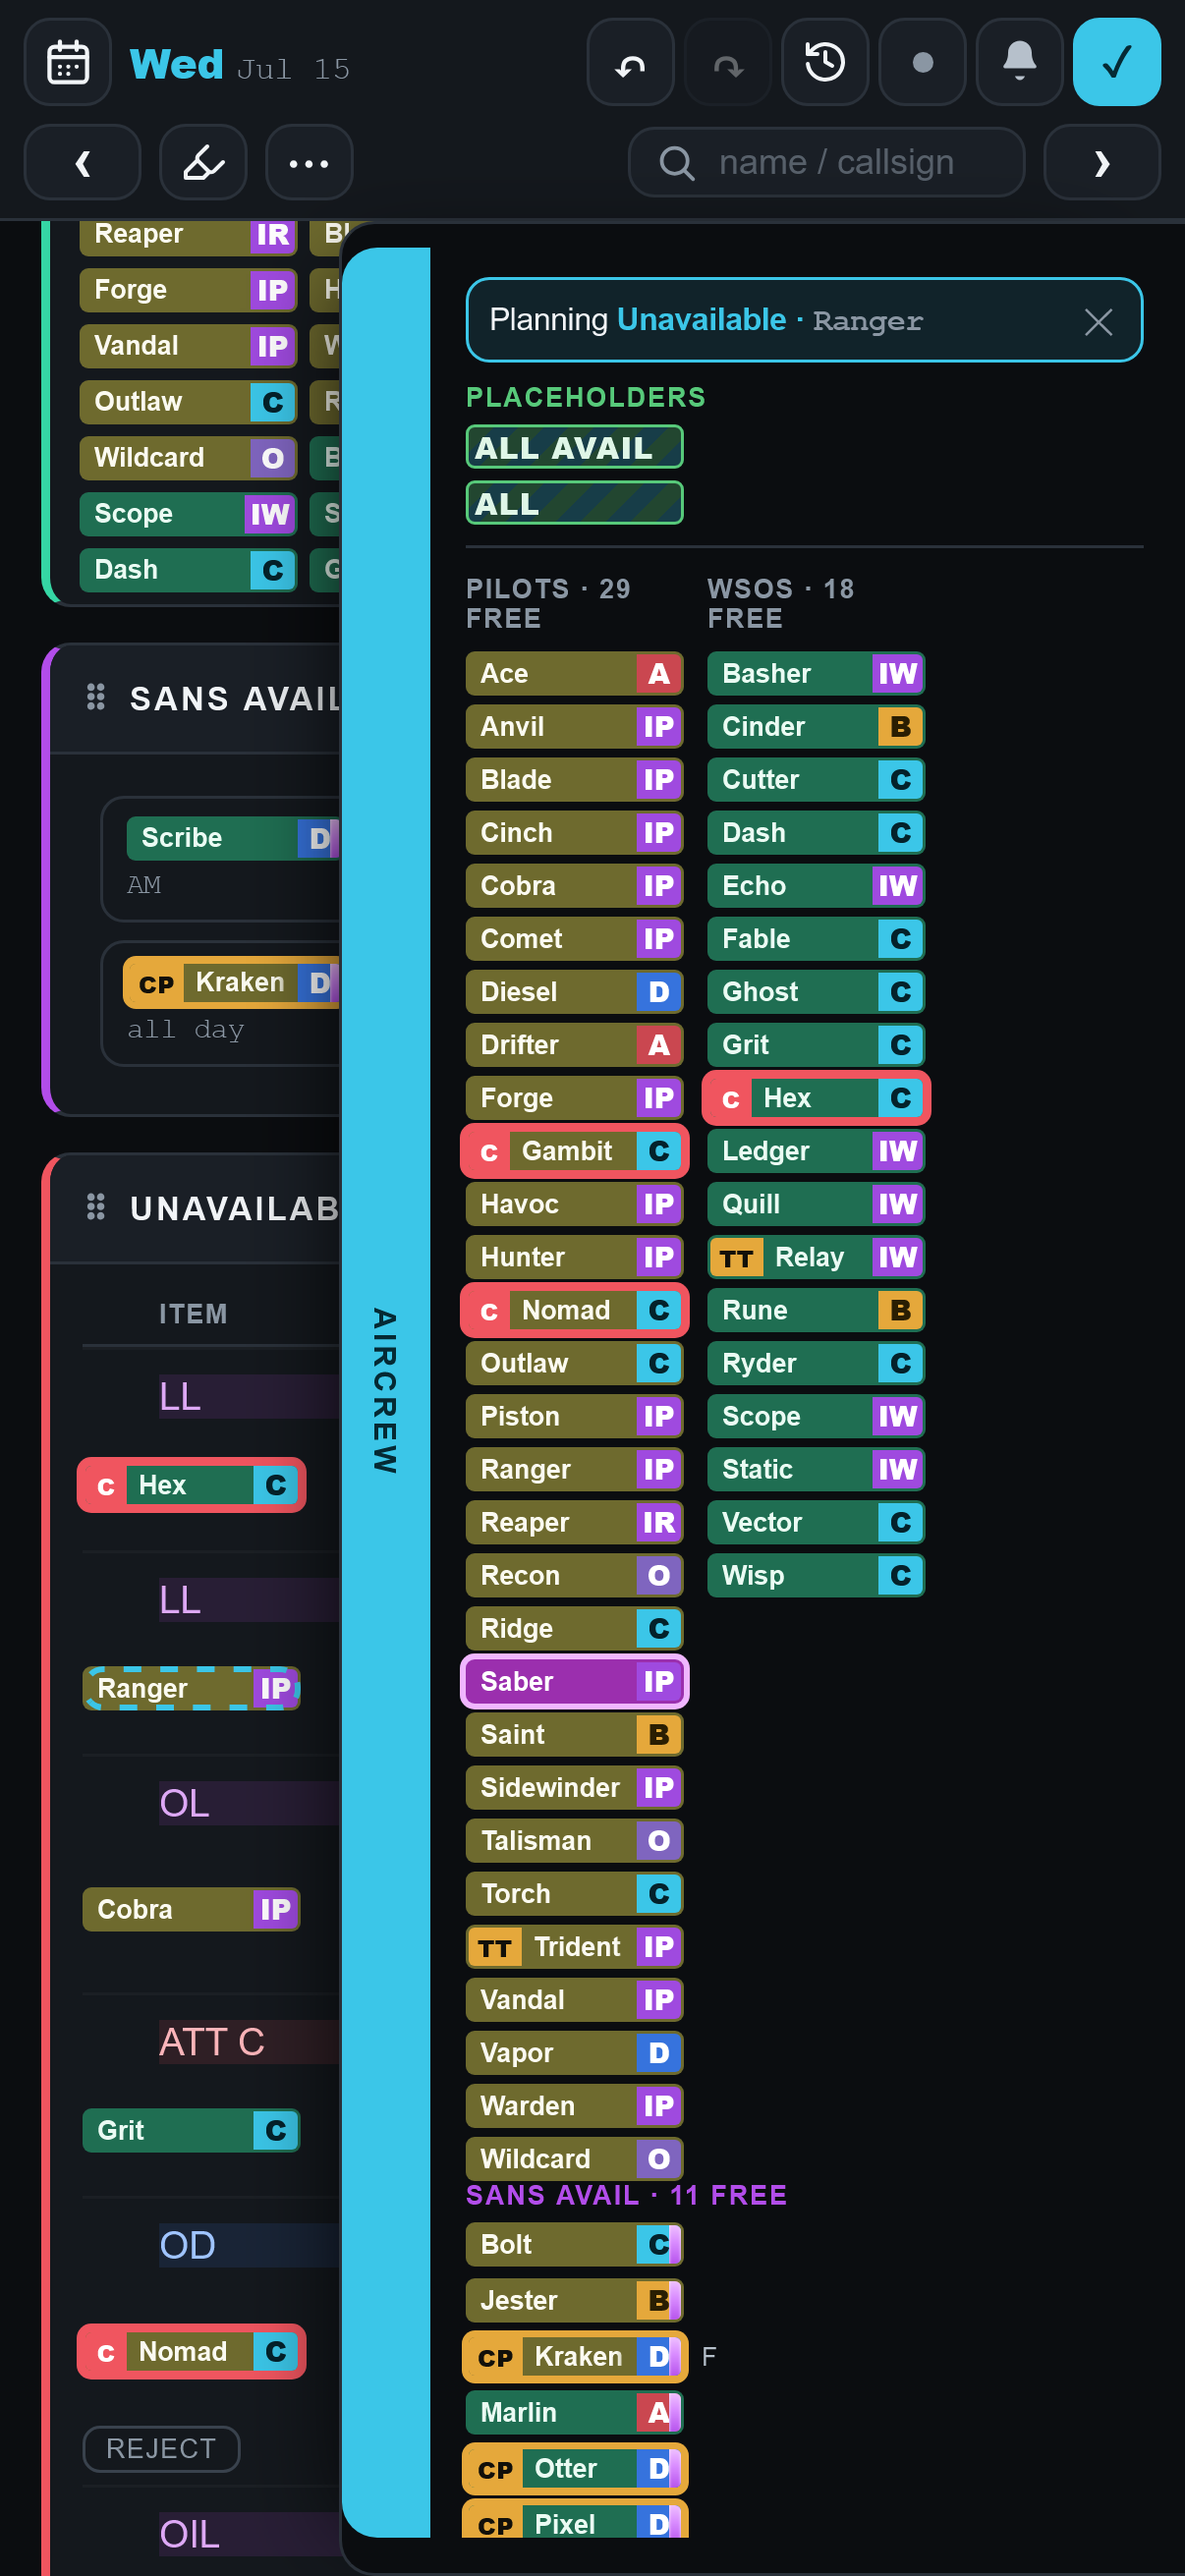 Wed Jul 15
name / callsign
Reaper IR
Forge IP
Vandal IP
Outlaw C
Wildcard O
Scope IW
Dash C
SANS AVAIL
Scribe D
AM
CP Kraken D
all day
UNAVAILAB
ITEM
LL
C Hex C
LL
Ranger IP
OL
Cobra IP
ATT C
Grit C
OD
C Nomad C
REJECT
OIL
AIRCREW
Planning Unavailable · Ranger
PLACEHOLDERS
ALL AVAIL
ALL
PILOTS · 29
FREE
Ace A
Anvil IP
Blade IP
Cinch IP
Cobra IP
Comet IP
Diesel D
Drifter A
Forge IP
C Gambit C
Havoc IP
Hunter IP
C Nomad C
Outlaw C
Piston IP
Ranger IP
Reaper IR
Recon O
Ridge C
Saber IP
Saint B
Sidewinder IP
Talisman O
Torch C
TT Trident IP
Vandal IP
Vapor D
Warden IP
Wildcard O
WSOS · 18
FREE
Basher IW
Cinder B
Cutter C
Dash C
Echo IW
Fable C
Ghost C
Grit C
C Hex C
Ledger IW
Quill IW
TT Relay IW
Rune B
Ryder C
Scope IW
Static IW
Vector C
Wisp C
SANS AVAIL · 11 FREE
Bolt C
Jester B
CP Kraken D F
Marlin A
CP Otter D
CP Pixel D